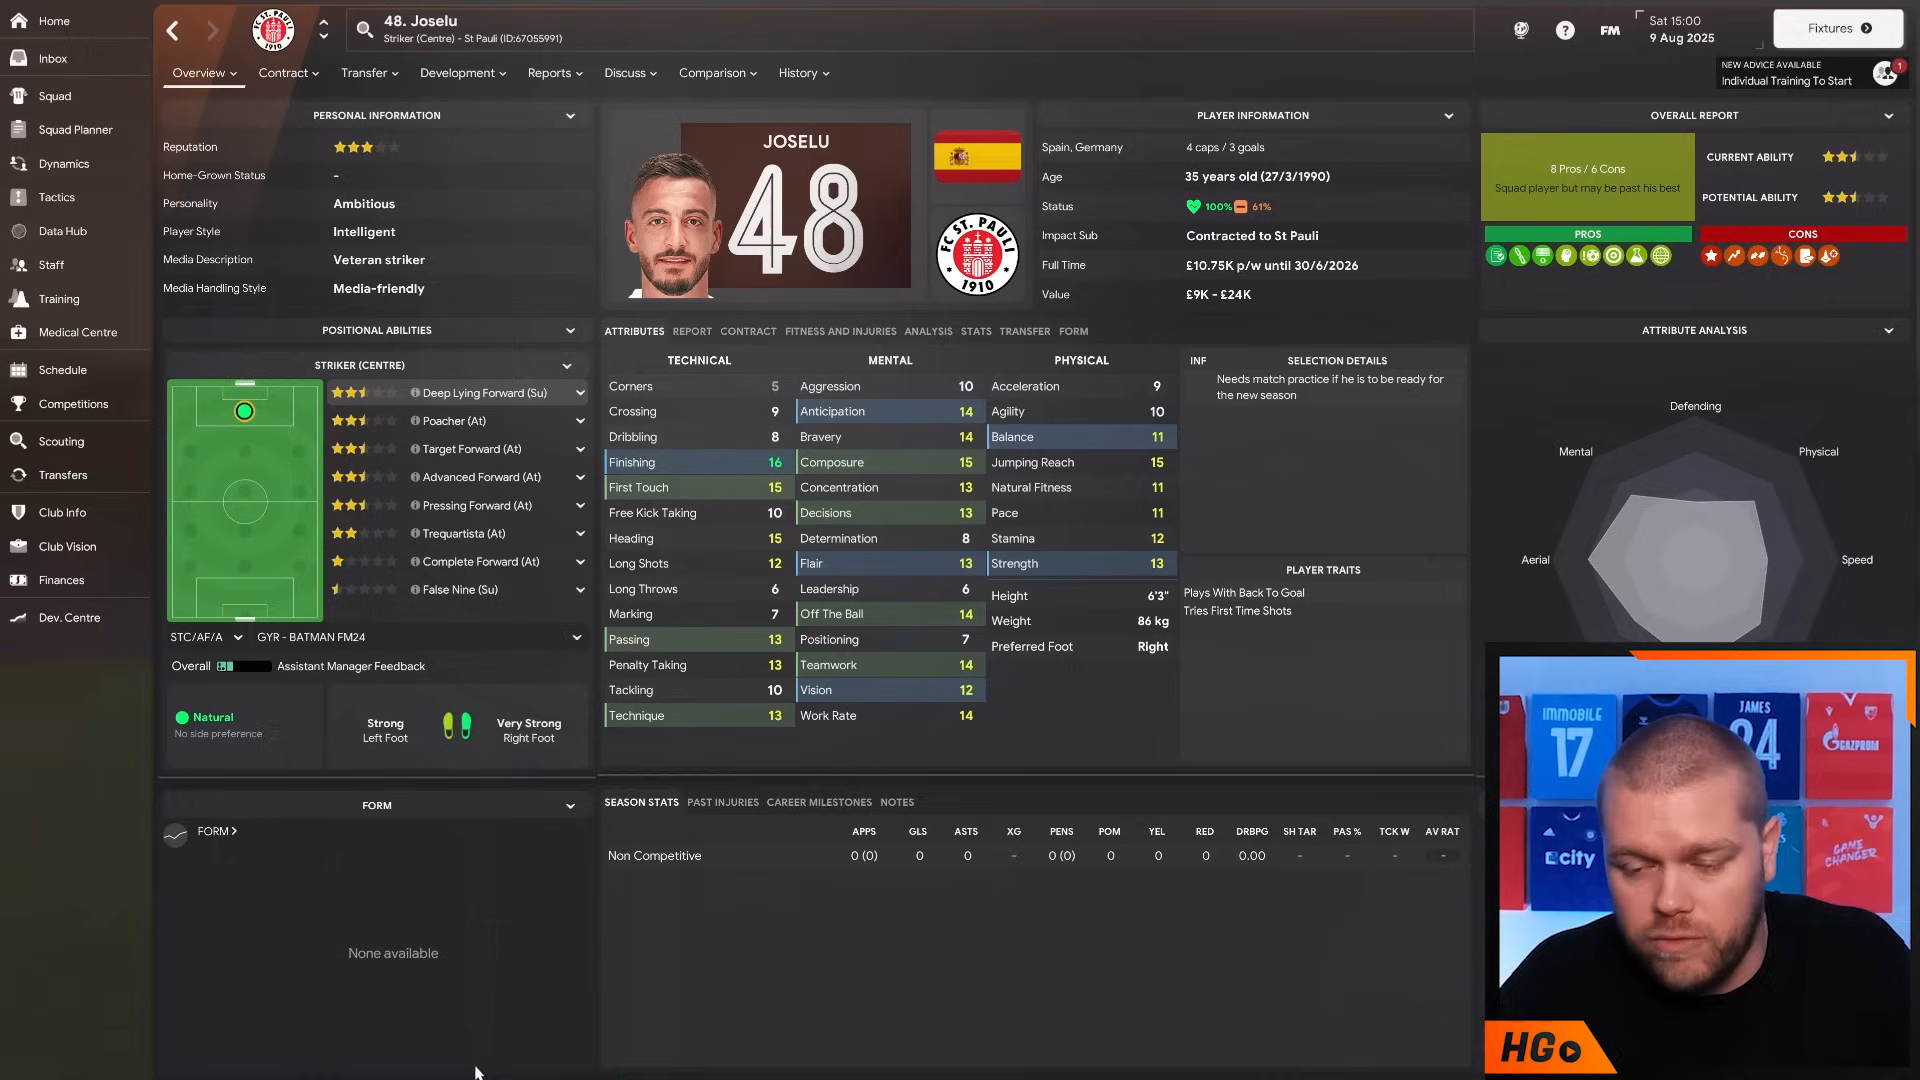 Home
Inbox
Squad
Squad Planner
Dynamics
Tactics
Data Hub
Staff
Training
Medical Centre
Schedule
Competitions
Scouting
Transfers
Club Info
Club Vision
Finances
Dev. Centre
FC ST. PAULI
1910
48. Joselu
Striker (Centre) - St Pauli (ID:67055991)
?
FM
Sat 15:00
9 Aug 2025
Fixtures
Overview
Contract
Transfer
Development
Reports
Discuss
Comparison
History
NEW ADVICE AVAILABLE
Individual Training To Start
1
PERSONAL INFORMATION
Reputation
Home-Grown Status -
Personality Ambitious
Player Style Intelligent
Media Description Veteran striker
Media Handling Style Media-friendly
JOSELU
48
FC ST. PAULI
1910
PLAYER INFORMATION
Spain, Germany 4 caps / 3 goals
Age 35 years old (27/3/1990)
Status 100% 61%
Impact Sub Contracted to St Pauli
Full Time £10.75K p/w until 30/6/2026
Value £9K - £24K
OVERALL REPORT
8 Pros / 6 Cons
Squad player but may be past his best
CURRENT ABILITY
POTENTIAL ABILITY
PROS
CONS
POSITIONAL ABILITIES
STRIKER (CENTRE)
Deep Lying Forward (Su)
Poacher (At)
Target Forward (At)
Advanced Forward (At)
Pressing Forward (At)
Trequartista (At)
Complete Forward (At)
False Nine (Su)
STC/AF/A GYR - BATMAN FM24
Overall Assistant Manager Feedback
Natural
No side preference
Strong
Left Foot
Very Strong
Right Foot
ATTRIBUTES REPORT CONTRACT FITNESS AND INJURIES ANALYSIS STATS TRANSFER FORM
TECHNICAL
Corners 5
Crossing 9
Dribbling 8
Finishing 16
First Touch 15
Free Kick Taking 10
Heading 15
Long Shots 12
Long Throws 6
Marking 7
Passing 13
Penalty Taking 13
Tackling 10
Technique 13
MENTAL
Aggression 10
Anticipation 14
Bravery 14
Composure 15
Concentration 13
Decisions 13
Determination 8
Flair 13
Leadership 6
Off The Ball 14
Positioning 7
Teamwork 14
Vision 12
Work Rate 14
PHYSICAL
Acceleration 9
Agility 10
Balance 11
Jumping Reach 15
Natural Fitness 11
Pace 11
Stamina 12
Strength 13
Height 6'3"
Weight 86 kg
Preferred Foot Right
INF SELECTION DETAILS
Needs match practice if he is to be ready for
the new season
PLAYER TRAITS
Plays With Back To Goal
Tries First Time Shots
ATTRIBUTE ANALYSIS
Defending
Mental
Physical
Aerial
Speed
FORM
FORM
None available
SEASON STATS PAST INJURIES CAREER MILESTONES NOTES
APPS GLS ASTS XG PENS POM YEL RED DRBPG SH TAR PAS % TCK W AV RAT
Non Competitive 0 (0) 0 0 - 0 (0) 0 0 0 0.00 - - - -
IMMOBILE
17
JAMES
24
GAZPROM
city
GAME
CHANGER
HG